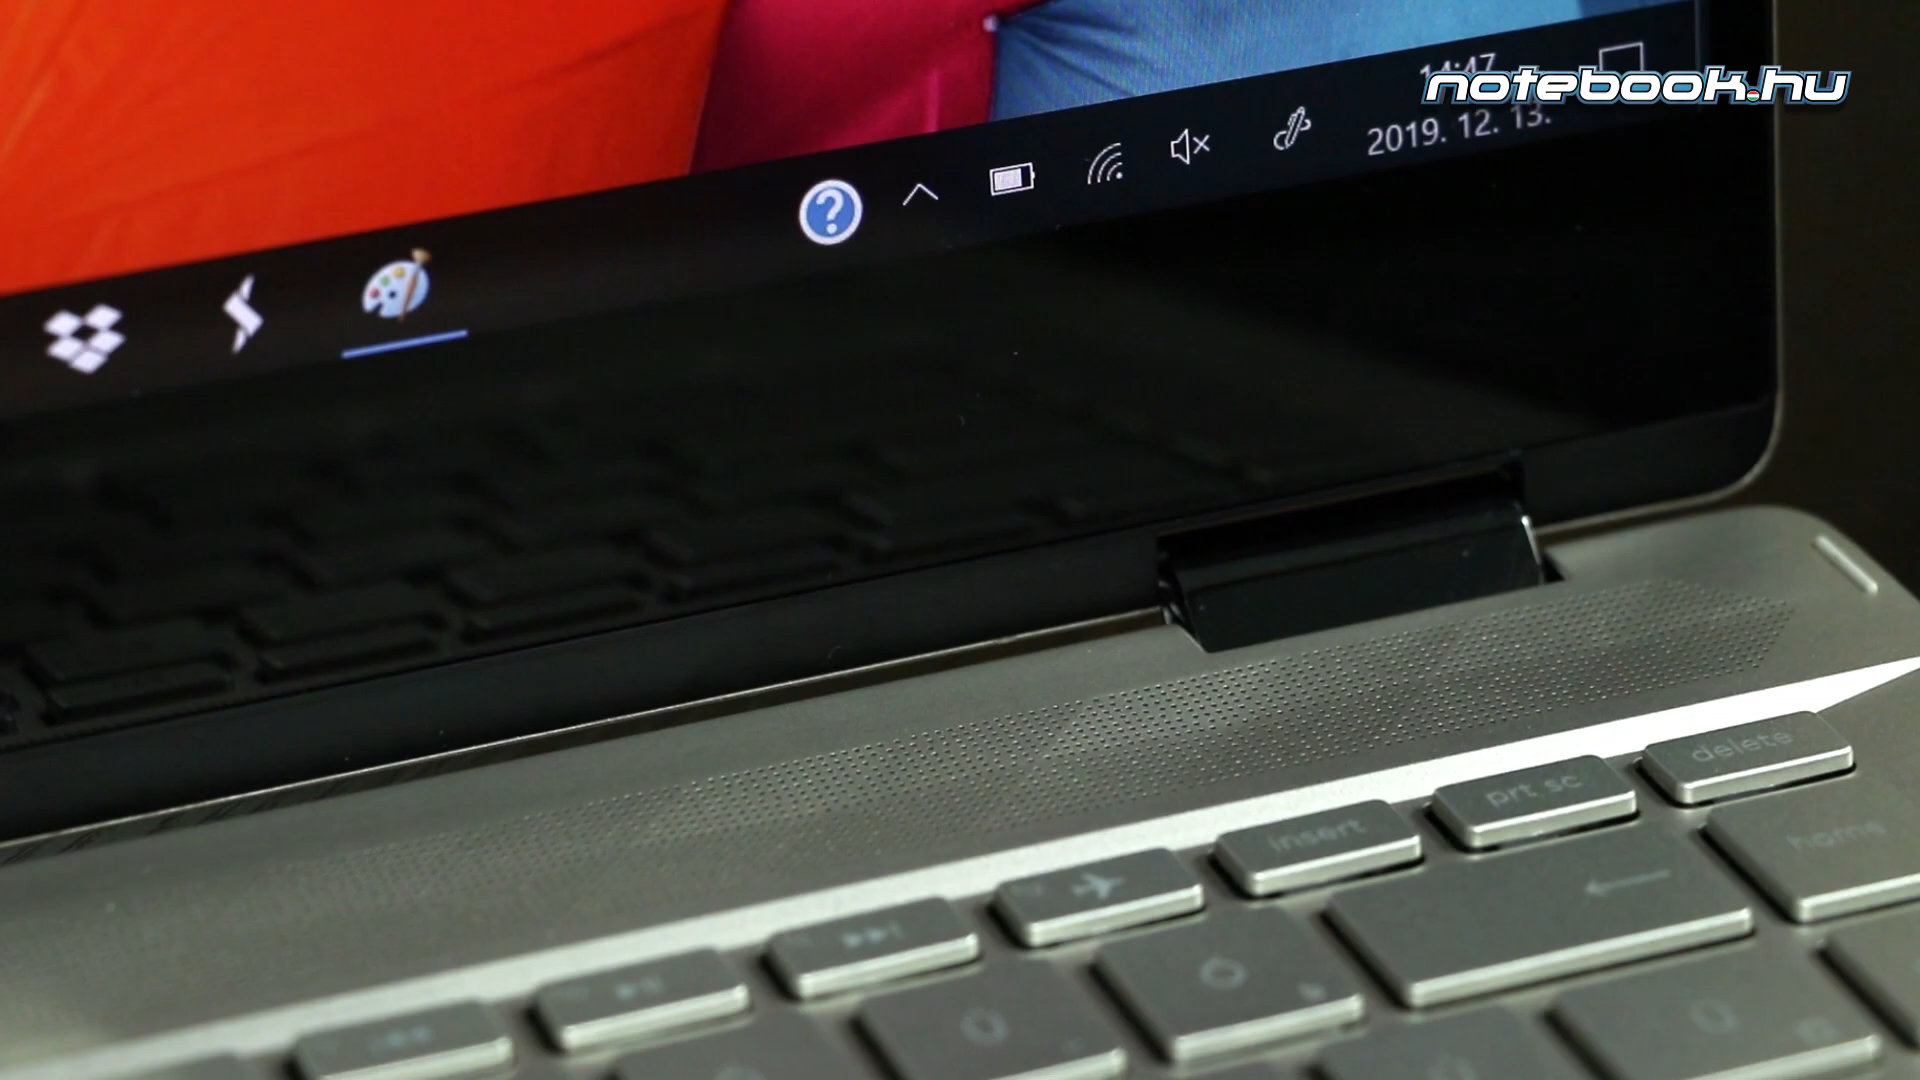 14:47
notebook.hu
2019. 12. 13.
?
delete
prt sc
insert
home
Ó
Ü